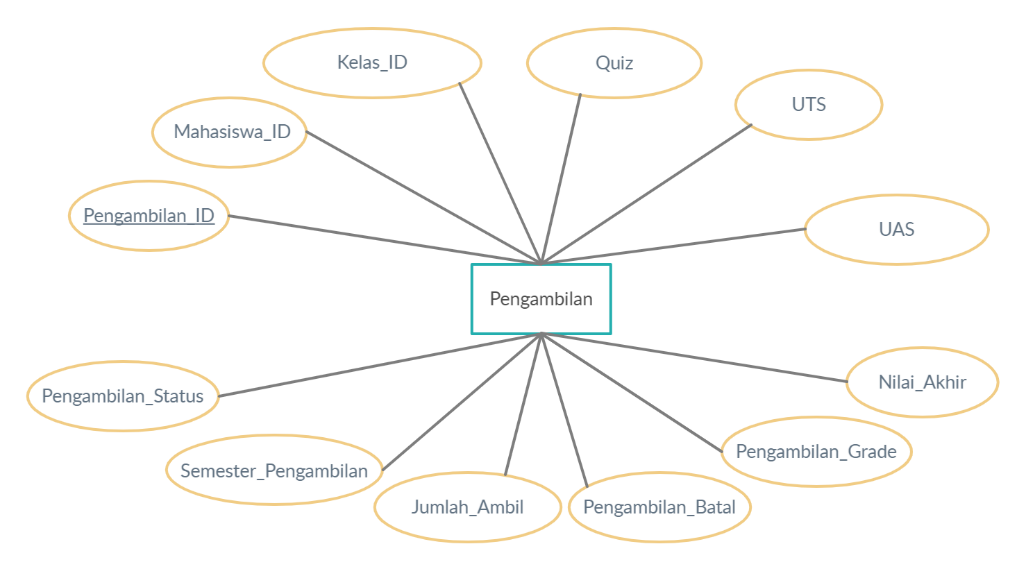 Kelas_ID
Quiz
UTS
Mahasiswa_ID
Pengambilan_ID
UAS
Pengambilan
Nilai_Akhir
Pengambilan_Status
Pengambilan_Grade
Semester_Pengambilan
Jumlah_Ambil
Pengambilan_Batal